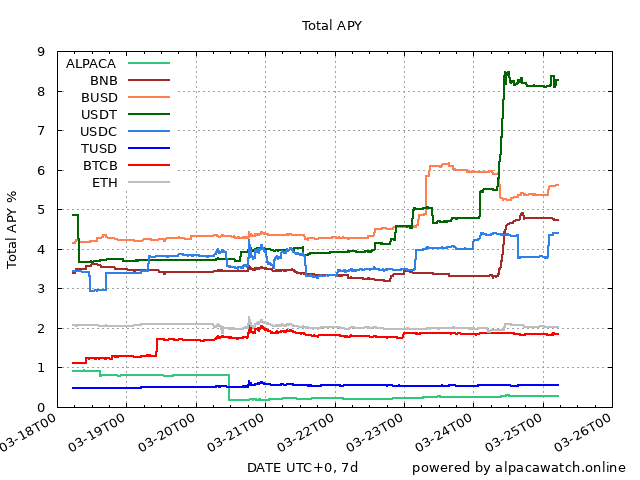 Total APY
9
8
7
6
5
4
3
2
1
0
Total APY %
ALPACA
BNB
BUSD
USDT
USDC
TUSD
BTCB
ETH
03-18T00
03-19T00
03-20T00
03-21T00
03-22T00
03-23T00
03-24T00
03-25T00
03-26T00
DATE UTC+0, 7d
powered by alpacawatch.online